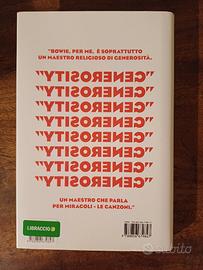 "BOWIE, PER ME, È SOPRATTUTTO
UN MAESTRO RELIGIOSO DI GENEROSITÀ.
GENEROSITY"
GENEROSITY"
GENEROSITY"
GENEROSITY"
GENEROSITY"
GENEROSITY"
GENEROSITY"
GENEROSITY"
UN MAESTRO CHE PARLA
PER MIRACOLI - LE CANZONI."
LIBRACCIO
subito